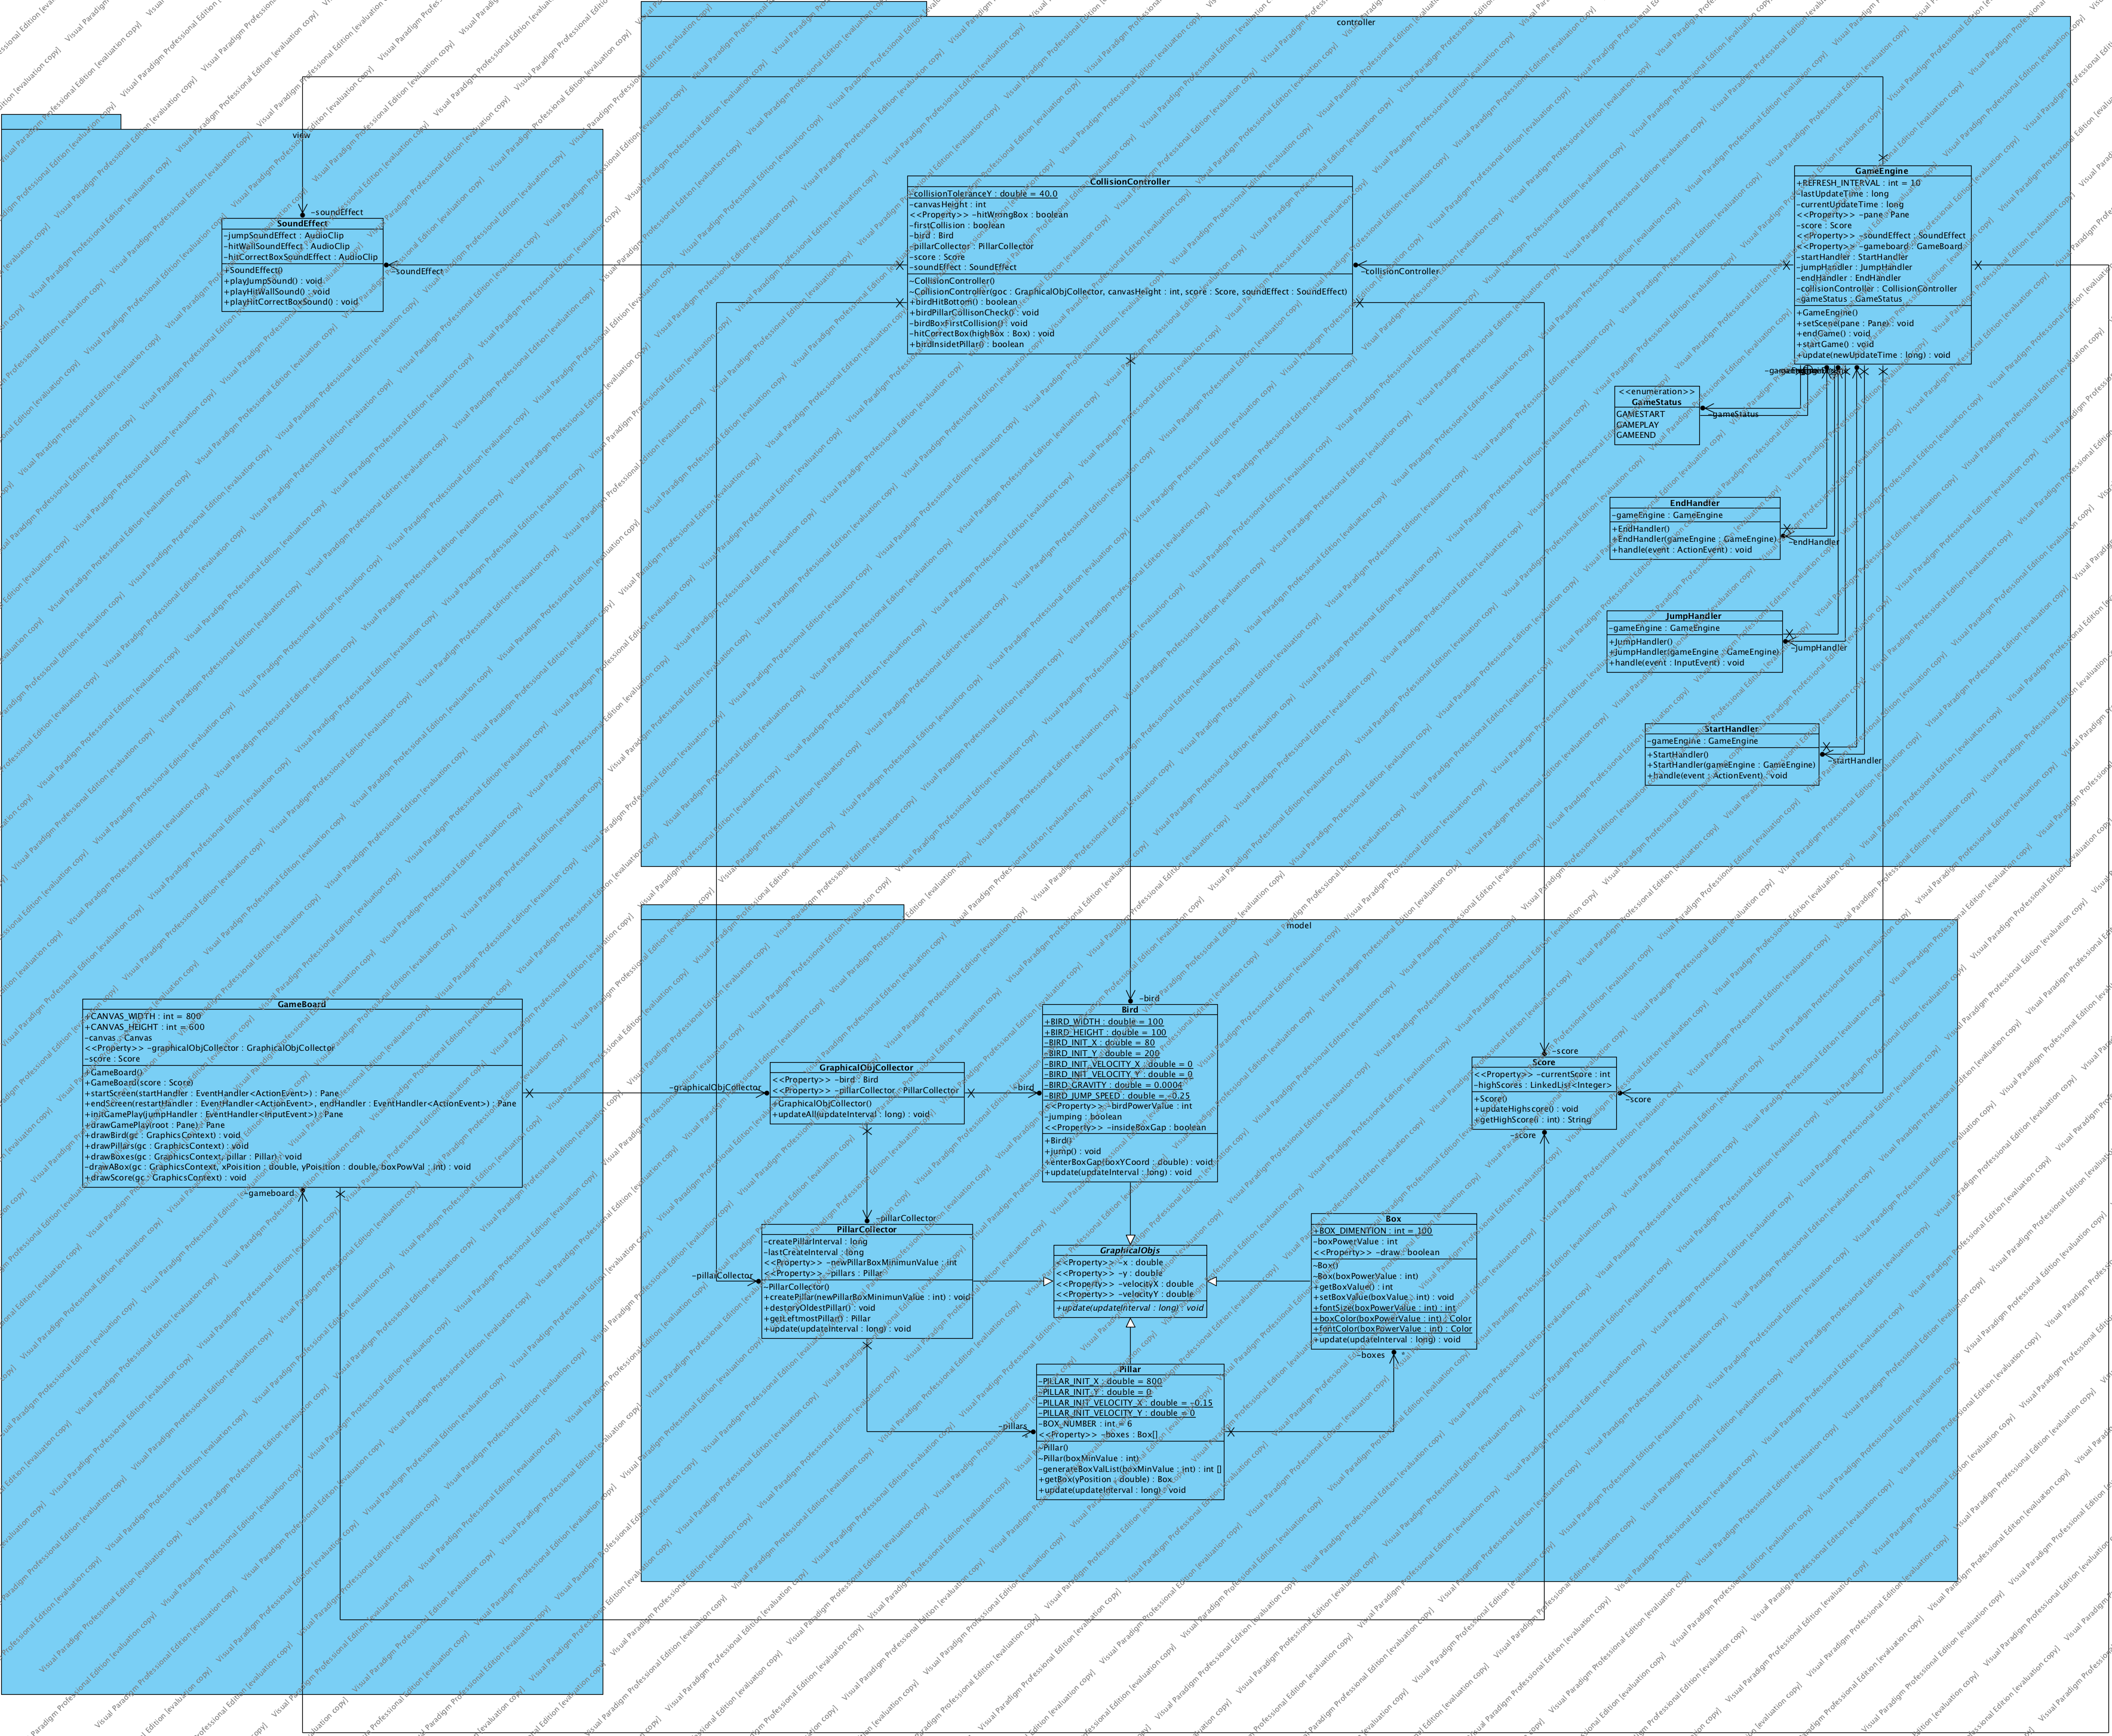 controller
view
CollisionController
-collisionToleranceY : double = 40.0
-canvasHeight : int
<<Property>> -hitWrongBox : boolean
-firstCollision : boolean
-bird : Bird
-pillarCollector : PillarCollector
-score : Score
-soundEffect : SoundEffect
~CollisionController()
~CollisionController(goc : GraphicalObjCollector, canvasHeight : int, score : Score, soundEffect : SoundEffect)
+birdHitBottom() : boolean
+birdPillarCollisonCheck() : void
-birdBoxFirstCollision() : void
-hitCorrectBox(highBox : Box) : void
+birdInsidetPillar() : boolean
GameEngine
+REFRESH_INTERVAL : int = 10
-lastUpdateTime : long
-currentUpdateTime : long
<<Property>> -pane : Pane
-score : Score
<<Property>> -soundEffect : SoundEffect
<<Property>> -gameboard : GameBoard
-startHandler : StartHandler
-jumpHandler : JumpHandler
-endHandler : EndHandler
-collisionController : CollisionController
-gameStatus : GameStatus
+GameEngine()
+setScene(pane : Pane) : void
+endGame() : void
+startGame() : void
+update(newUpdateTime : long) : void
-soundEffect
SoundEffect
-jumpSoundEffect : AudioClip
-hitWallSoundEffect : AudioClip
-hitCorrectBoxSoundEffect : AudioClip
+SoundEffect()
+playJumpSound() : void
+playHitWallSound() : void
+playHitCorrectBoxSound() : void
-soundEffect
-collisionController
<<enumeration>>
GameStatus
GAMESTART
GAMEPLAY
GAMEEND
-gameStatus
EndHandler
-gameEngine : GameEngine
+EndHandler()
+EndHandler(gameEngine : GameEngine)
+handle(event : ActionEvent) : void
-endHandler
JumpHandler
-gameEngine : GameEngine
+JumpHandler()
+JumpHandler(gameEngine : GameEngine)
+handle(event : InputEvent) : void
-jumpHandler
StartHandler
-gameEngine : GameEngine
+StartHandler()
+StartHandler(gameEngine : GameEngine)
+handle(event : ActionEvent) : void
-startHandler
model
GameBoard
+CANVAS_WIDTH : int = 800
+CANVAS_HEIGHT : int = 600
-canvas : Canvas
<<Property>> -graphicalObjCollector : GraphicalObjCollector
-score : Score
+GameBoard()
+GameBoard(score : Score)
+startScreen(startHandler : EventHandler<ActionEvent>) : Pane
+endScreen(restartHandler : EventHandler<ActionEvent>, endHandler : EventHandler<ActionEvent>) : Pane
+initGamePlay(jumpHandler : EventHandler<InputEvent>) : Pane
+drawGamePlay(root : Pane) : Pane
+drawBird(gc : GraphicsContext) : void
+drawPillars(gc : GraphicsContext) : void
+drawBoxes(gc : GraphicsContext, pillar : Pillar) : void
-drawABox(gc : GraphicsContext, xPoisition : double, yPoisition : double, boxPowVal : int) : void
+drawScore(gc : GraphicsContext) : void
-gameboard
-graphicalObjCollector
GraphicalObjCollector
<<Property>> -bird : Bird
<<Property>> -pillarCollector : PillarCollector
+GraphicalObjCollector()
+updateAll(updateInterval : long) : void
-bird
-bird
Bird
+BIRD_WIDTH : double = 100
+BIRD_HEIGHT : double = 100
-BIRD_INIT_X : double = 80
-BIRD_INIT_Y : double = 200
-BIRD_INIT_VELOCITY_X : double = 0
-BIRD_INIT_VELOCITY_Y : double = 0
-BIRD_GRAVITY : double = 0.0004
-BIRD_JUMP_SPEED : double = -0.25
<<Property>> -birdPowerValue : int
-jumping : boolean
<<Property>> -insideBoxGap : boolean
+Bird()
+jump() : void
+enterBoxGap(boxYCoord : double) : void
+update(updateInterval : long) : void
-score
Score
<<Property>> -currentScore : int
-highScores : LinkedList<Integer>
+Score()
+updateHighscore() : void
+getHighScore(i : int) : String
-score
-score
-pillarCollector
-pillarCollector
PillarCollector
-createPillarInterval : long
-lastCreateInterval : long
<<Property>> -newPillarBoxMinimunValue : int
<<Property>> -pillars : Pillar
~PillarCollector()
+createPillar(newPillarBoxMinimunValue : int) : void
+destoryOldestPillar() : void
+getLeftmostPillar() : Pillar
+update(updateInterval : long) : void
GraphicalObjs
<<Property>> -x : double
<<Property>> -y : double
<<Property>> -velocityX : double
<<Property>> -velocityY : double
+update(updateInterval : long) : void
Box
+BOX_DIMENTION : int = 100
-boxPowerValue : int
<<Property>> -draw : boolean
~Box()
~Box(boxPowerValue : int)
+getBoxValue() : int
+setBoxValue(boxValue : int) : void
+fontSize(boxPowerValue : int) : int
+boxColor(boxPowerValue : int) : Color
+fontColor(boxPowerValue : int) : Color
+update(updateInterval : long) : void
-boxes *
-pillars
*
Pillar
-PILLAR_INIT_X : double = 800
-PILLAR_INIT_Y : double = 0
-PILLAR_INIT_VELOCITY_X : double = -0.15
-PILLAR_INIT_VELOCITY_Y : double = 0
-BOX_NUMBER : int = 6
<<Property>> -boxes : Box[]
~Pillar()
~Pillar(boxMinValue : int)
-generateBoxValList(boxMinValue : int) : int []
+getBox(yPosition : double) : Box
+update(updateInterval : long) : void
Visual Paradigm Professional Edition [evaluation copy]